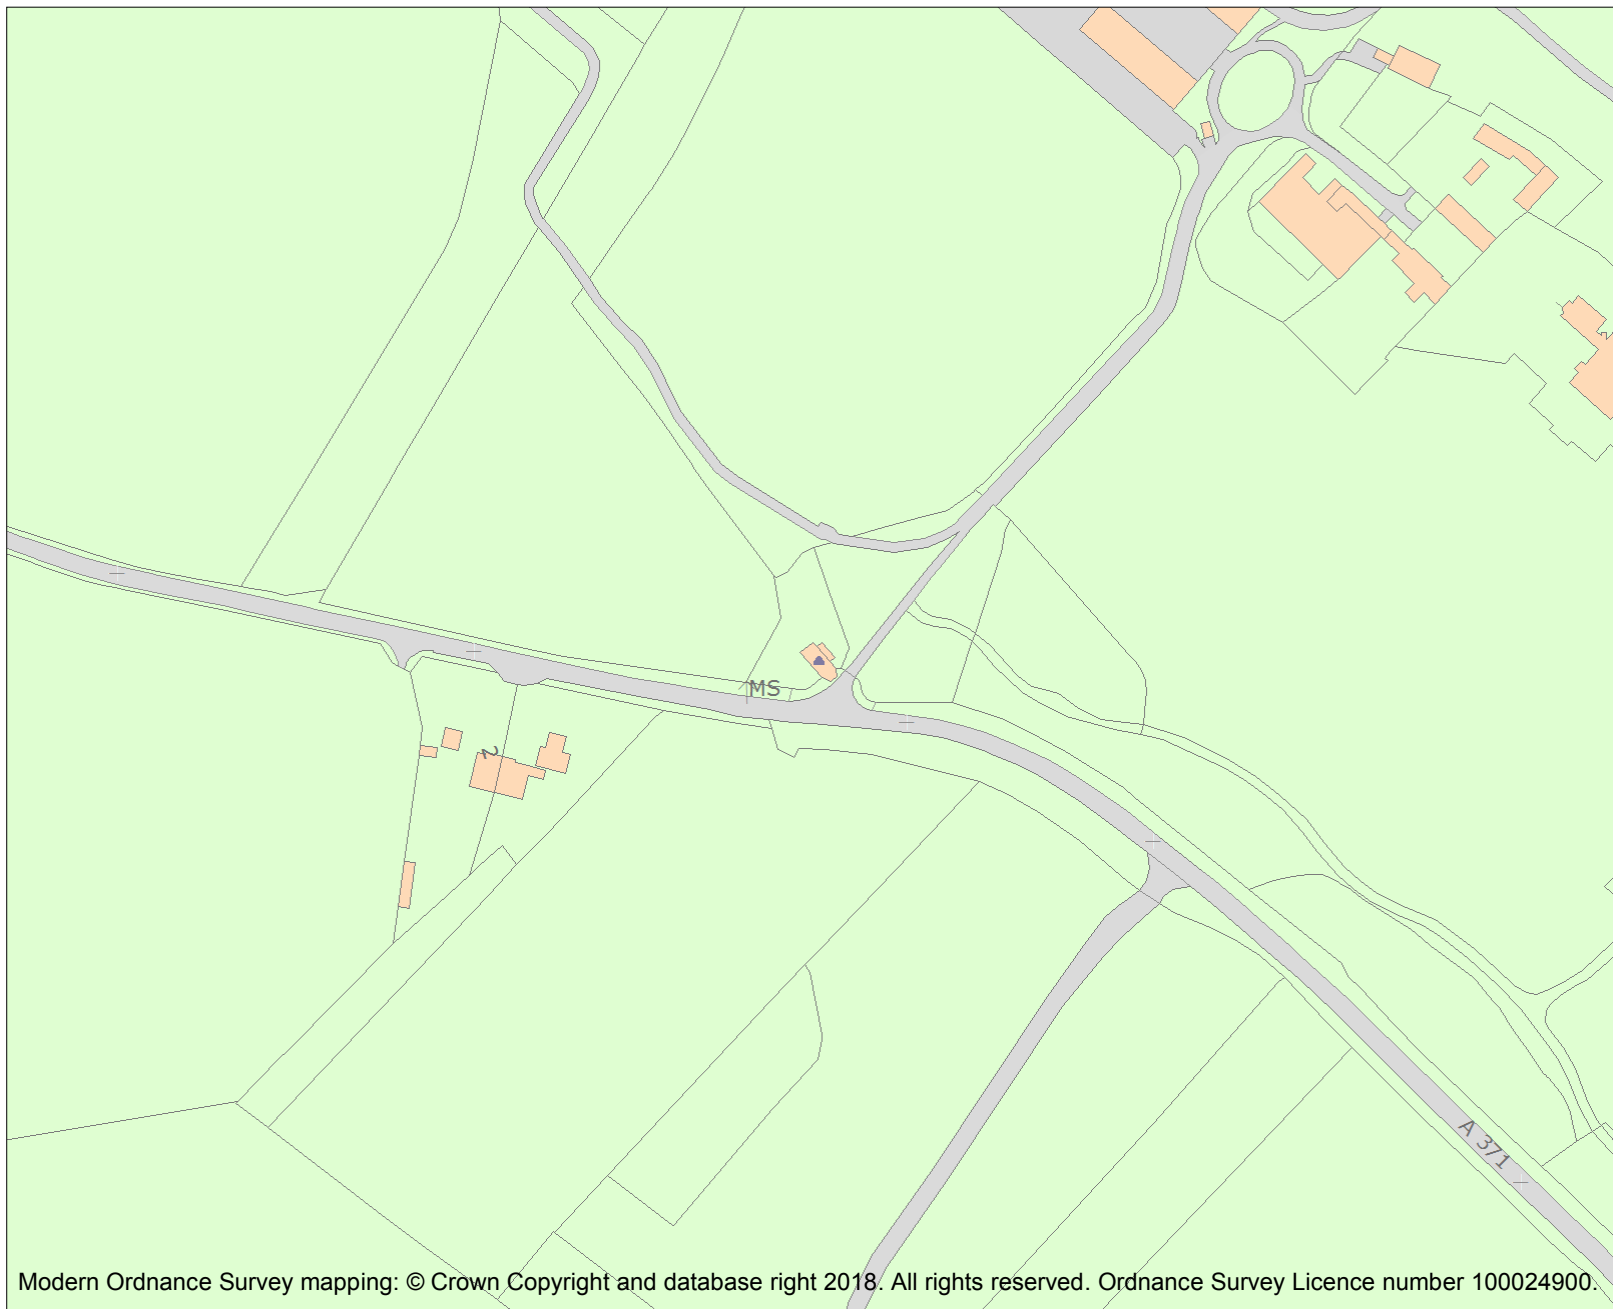 MS
2
A 371
Modern Ordnance Survey mapping: © Crown Copyright and database right 2018. All rights reserved. Ordnance Survey Licence number 100024900.